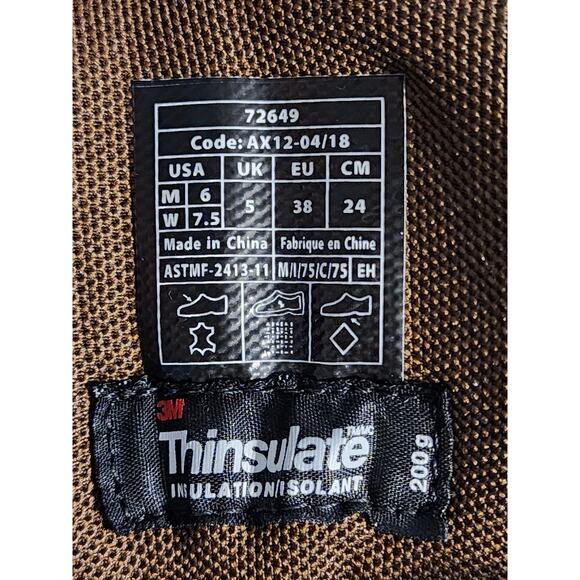 72649
Code: AX12-04/18
USA UK EU CM
M 6 5 38 24
W 7.5
Made in China Fabrique en Chine
ASTMF-2413-11 M/I/75/C/75 EH
3M
Thinsulate TM/MC
INSULATION/ISOLANT
200g